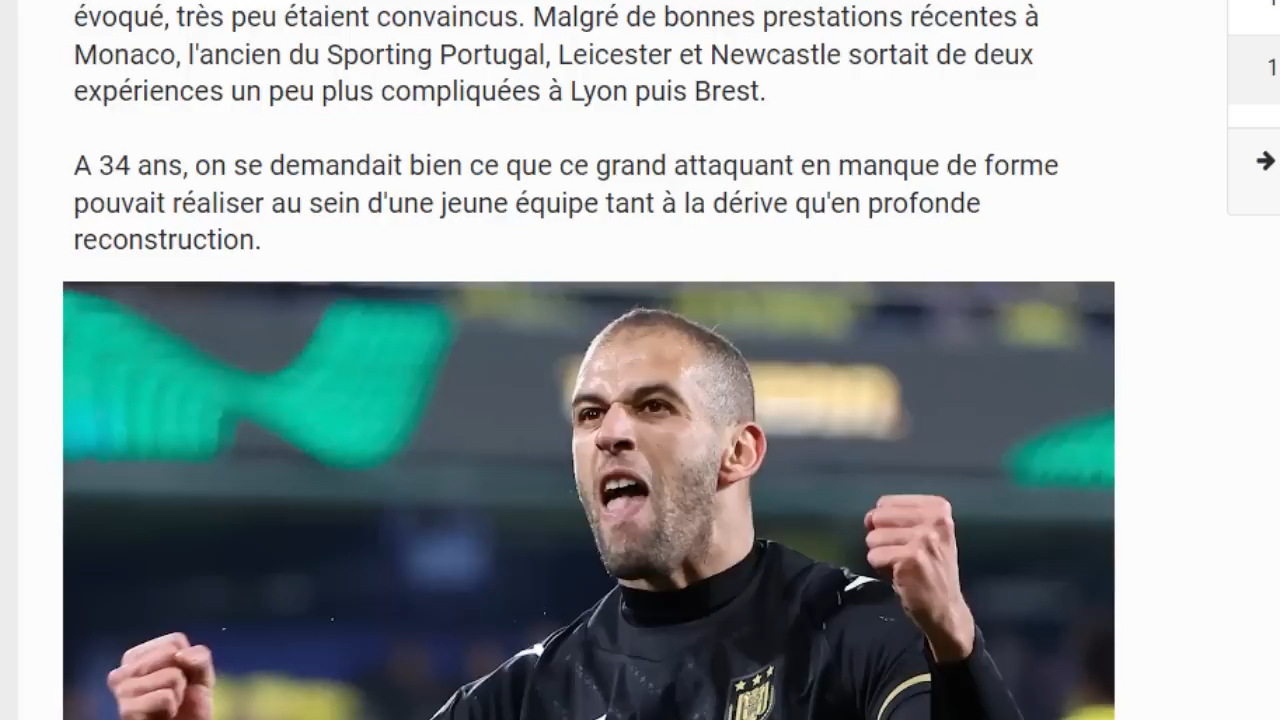 évoqué, très peu étaient convaincus. Malgré de bonnes prestations récentes à
Monaco, l'ancien du Sporting Portugal, Leicester et Newcastle sortait de deux
expériences un peu plus compliquées à Lyon puis Brest.
A 34 ans, on se demandait bien ce que ce grand attaquant en manque de forme
pouvait réaliser au sein d'une jeune équipe tant à la dérive qu'en profonde
reconstruction.